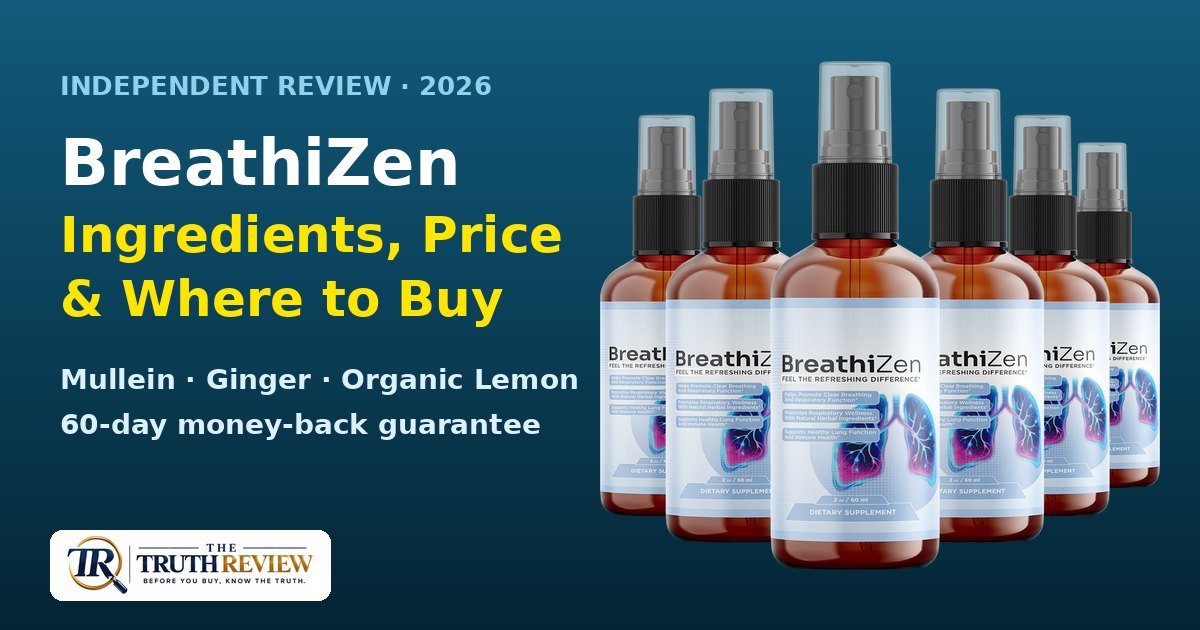 INDEPENDENT REVIEW · 2026
BreathiZen
Ingredients, Price
& Where to Buy
Mullein · Ginger · Organic Lemon
60-day money-back guarantee
TR
THE
TRUTH REVIEW
BEFORE YOU BUY, KNOW THE TRUTH.
BreathiZen
FEEL THE REFRESHING DIFFERENCE*
Helps Promote Clear Breathing
And Respiratory Function*
Promotes Respiratory Wellness
With Natural Herbal Ingredients*
Supports Healthy Lung Function
And Immune Health*
2 oz / 60 ml
DIETARY SUPPLEMENT